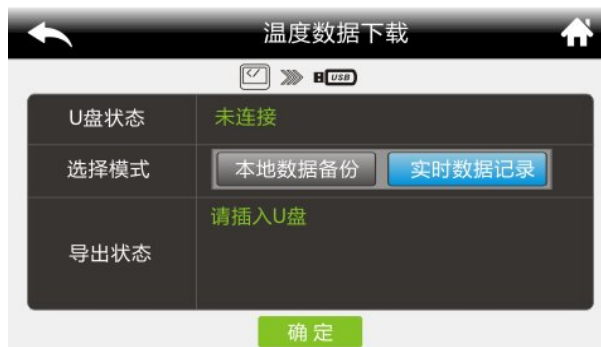 温度数据下载
USB
U盘状态 未连接
选择模式 本地数据备份 实时数据记录
请插入U盘
导出状态
确定